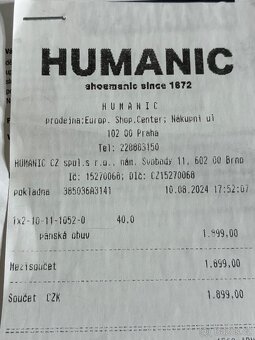 HUMANIC
shoemanic since 1872
HUMANIC
prodejna:Europ. Shop.Center; Nákupní ul
102 00 Praha
Tel: 220863150
HUMANIC CZ spol.s r.o., nám. Svobody 11, 602 00 Brno
Ič: 15270068; DIč: CZ15270068
pokladna 385036A3141 10.08.2024 17:52:07
1x2-10-11-1052-0 40,0
pánská obuv 1.899,00
Mezisoučet 1.899,00
Součet CZK 1.899,00